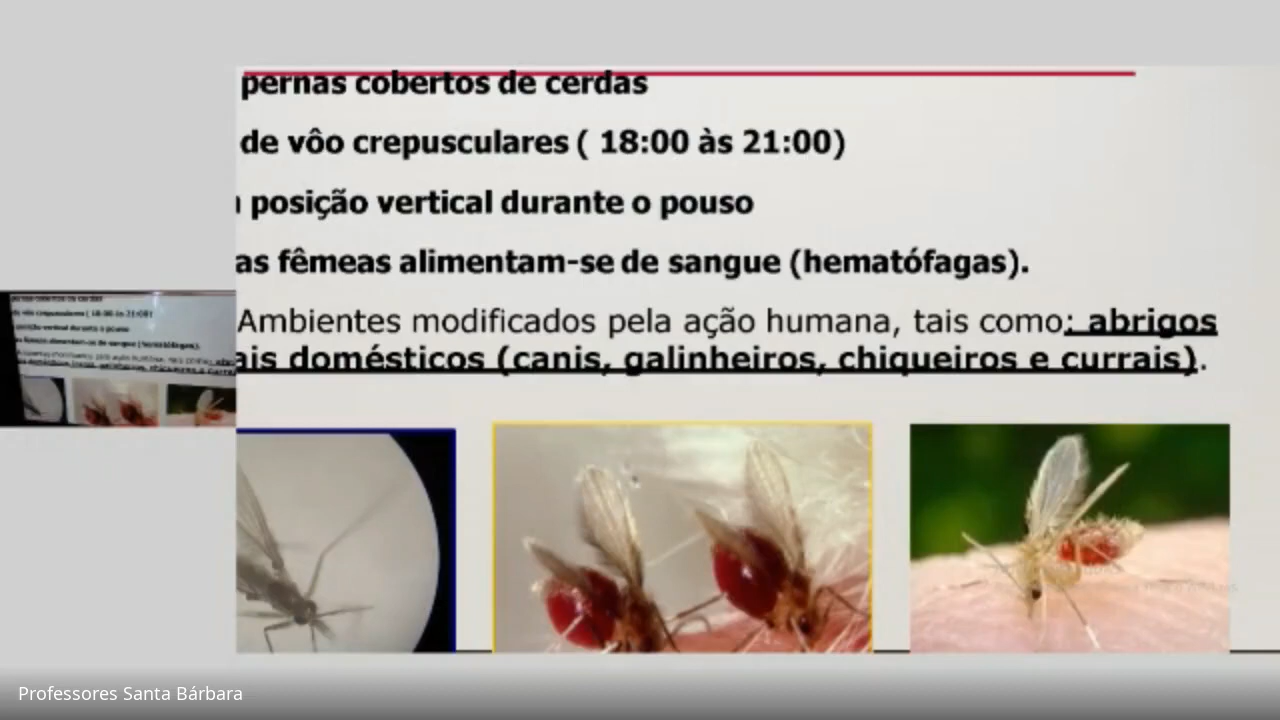 pernas cobertos de cerdas
de vôo crepusculares ( 18:00 às 21:00)
posição vertical durante o pouso
as fêmeas alimentam-se de sangue (hematófagas).
Ambientes modificados pela ação humana, tais como: abrigos
ais domésticos (canis, galinheiros, chiqueiros e currais).
Professores Santa Bárbara